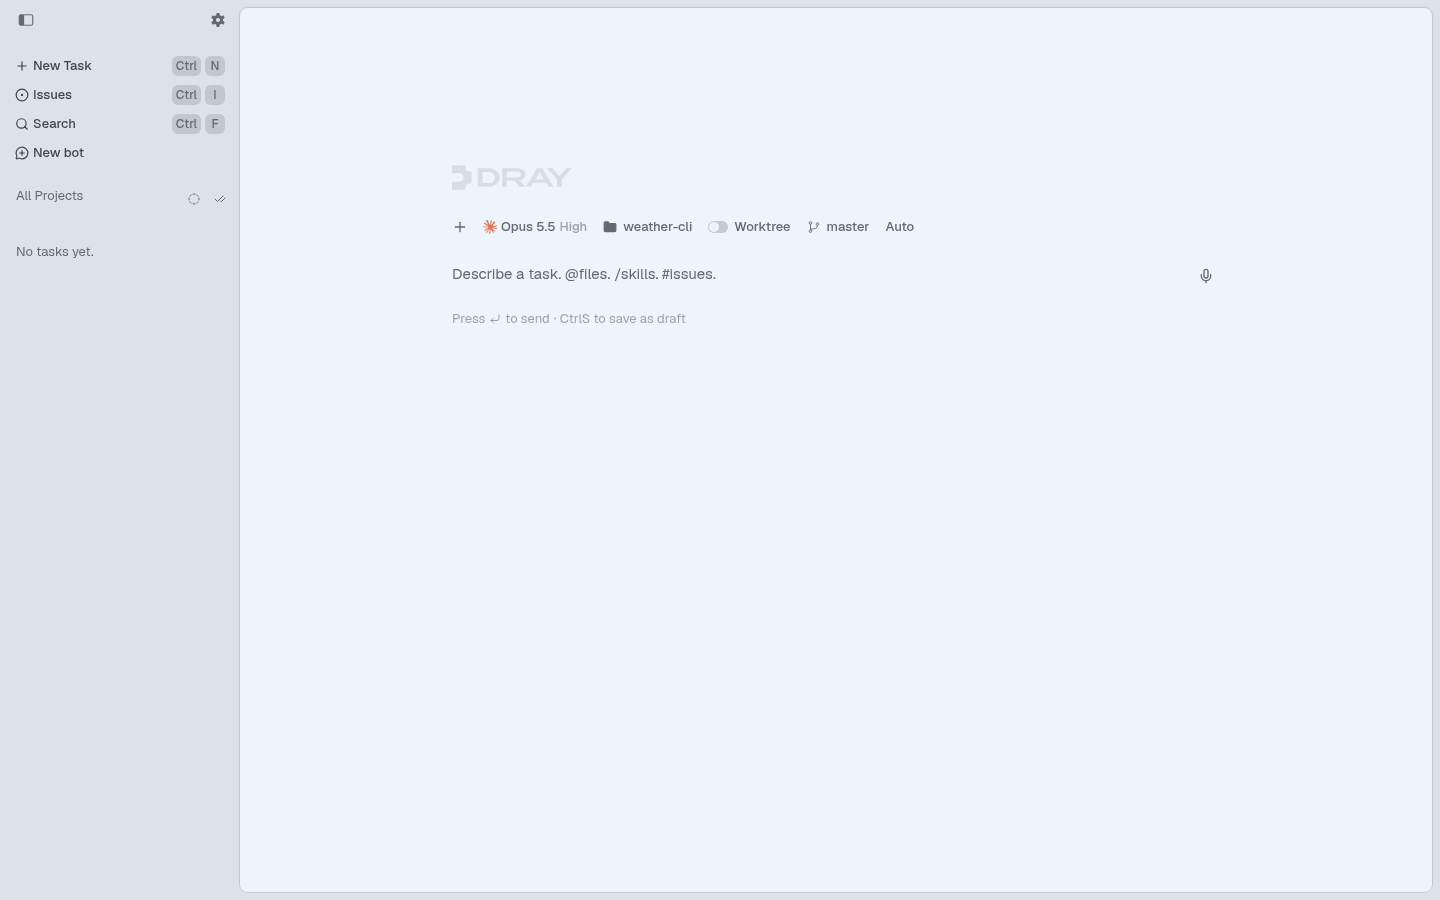 New Task Ctrl N
Issues Ctrl I
Search Ctrl F
New bot
All Projects
No tasks yet.
DRAY
Opus 5.5 High weather-cli Worktree master Auto
Describe a task. @files. /skills. #issues.
Press ↵ to send · CtrlS to save as draft